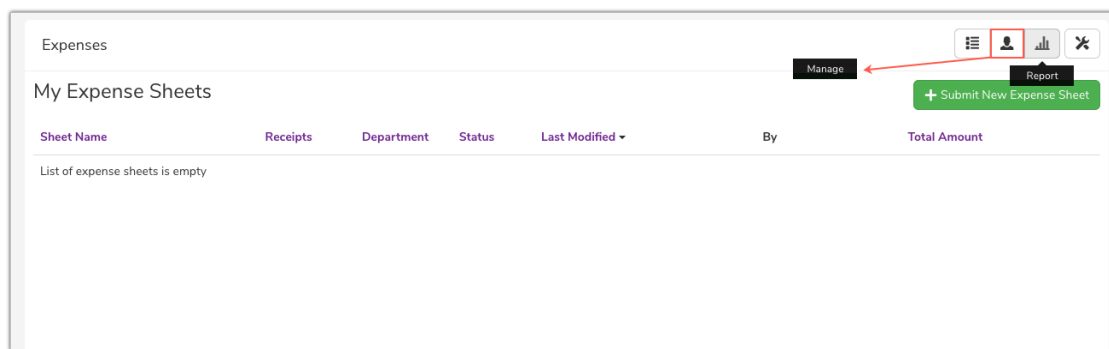 Expenses
Manage
Report
My Expense Sheets
Submit New Expense Sheet
Sheet Name Receipts Department Status Last Modified By Total Amount
List of expense sheets is empty